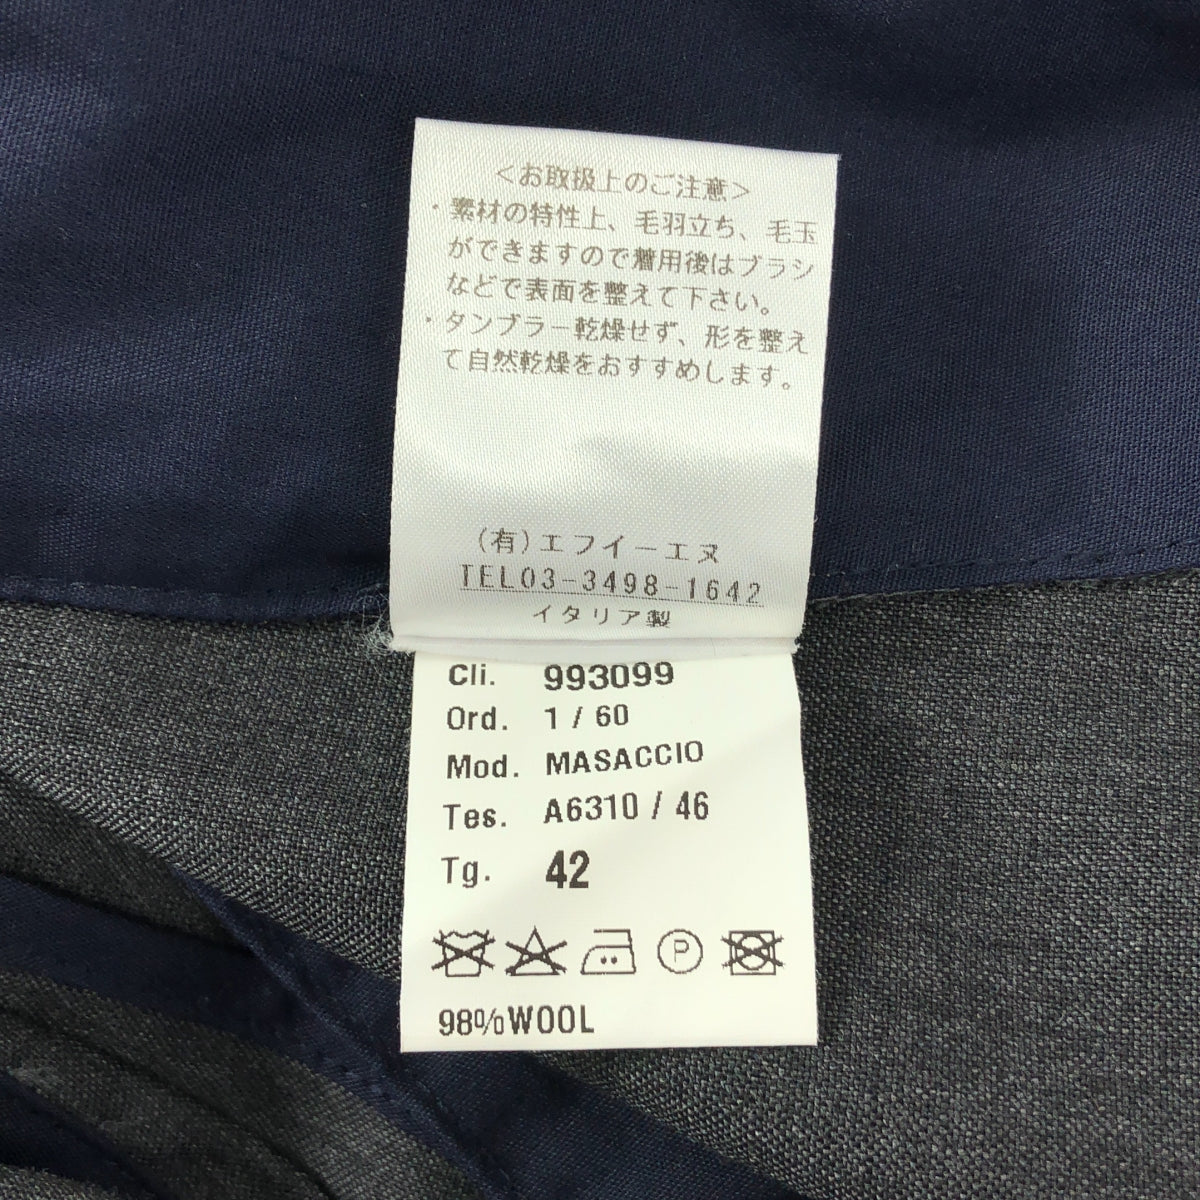 <お取扱上のご注意>
・素材の特性上、毛羽立ち、毛玉
ができますので着用後はブラシ
などで表面を整えて下さい。
・タンブラー乾燥せず、形を整え
て自然乾燥をおすすめします。
(有)エフイーエヌ
TEL03-3498-1642
イタリア製
Cli. 993099
Ord. 1 / 60
Mod. MASACCIO
Tes. A6310 / 46
Tg. 42
P
98%WOOL